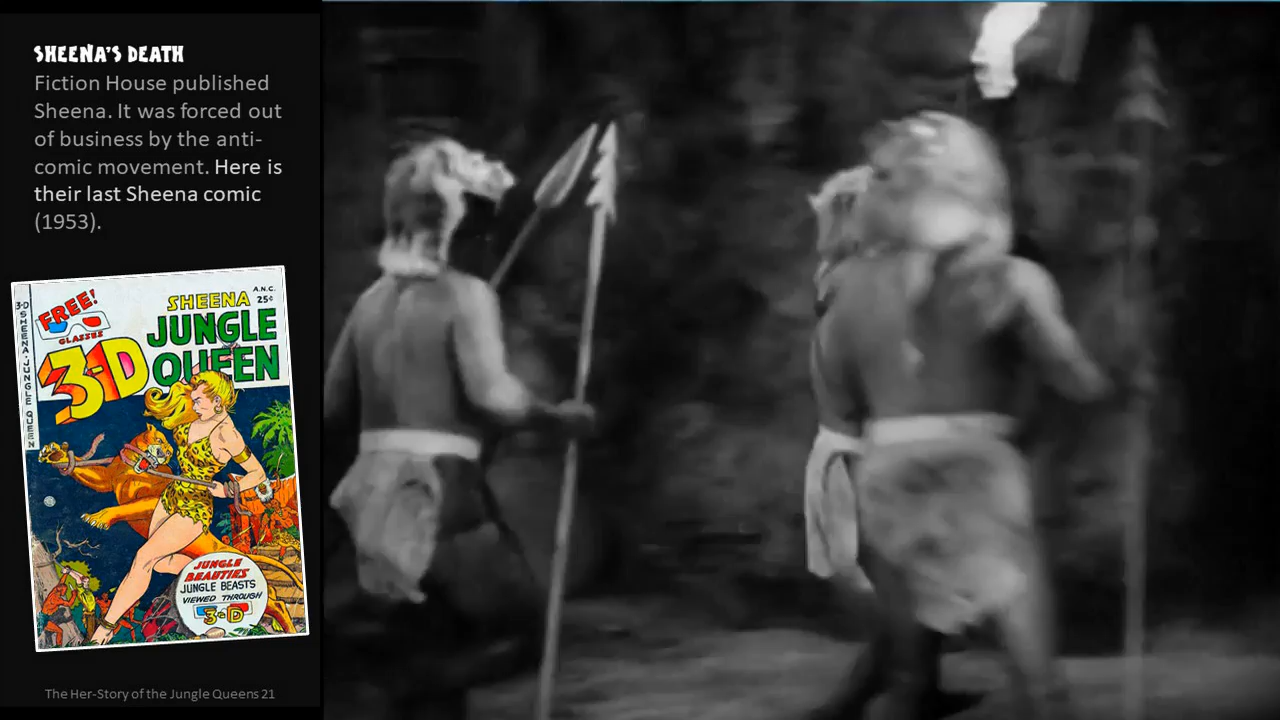 SHEENA'S DEATH
Fiction House published
Sheena. It was forced out
of business by the anti-
comic movement. Here is
their last Sheena comic
(1953).
3-D SHEENA, JUNGLE QUEEN
FREE!
GLASSES
3-D
A.N.C.
25¢
SHEENA
JUNGLE
QUEEN
JUNGLE
BEAUTIES
JUNGLE BEASTS
VIEWED THROUGH
3-D
The Her-Story of the Jungle Queens 21